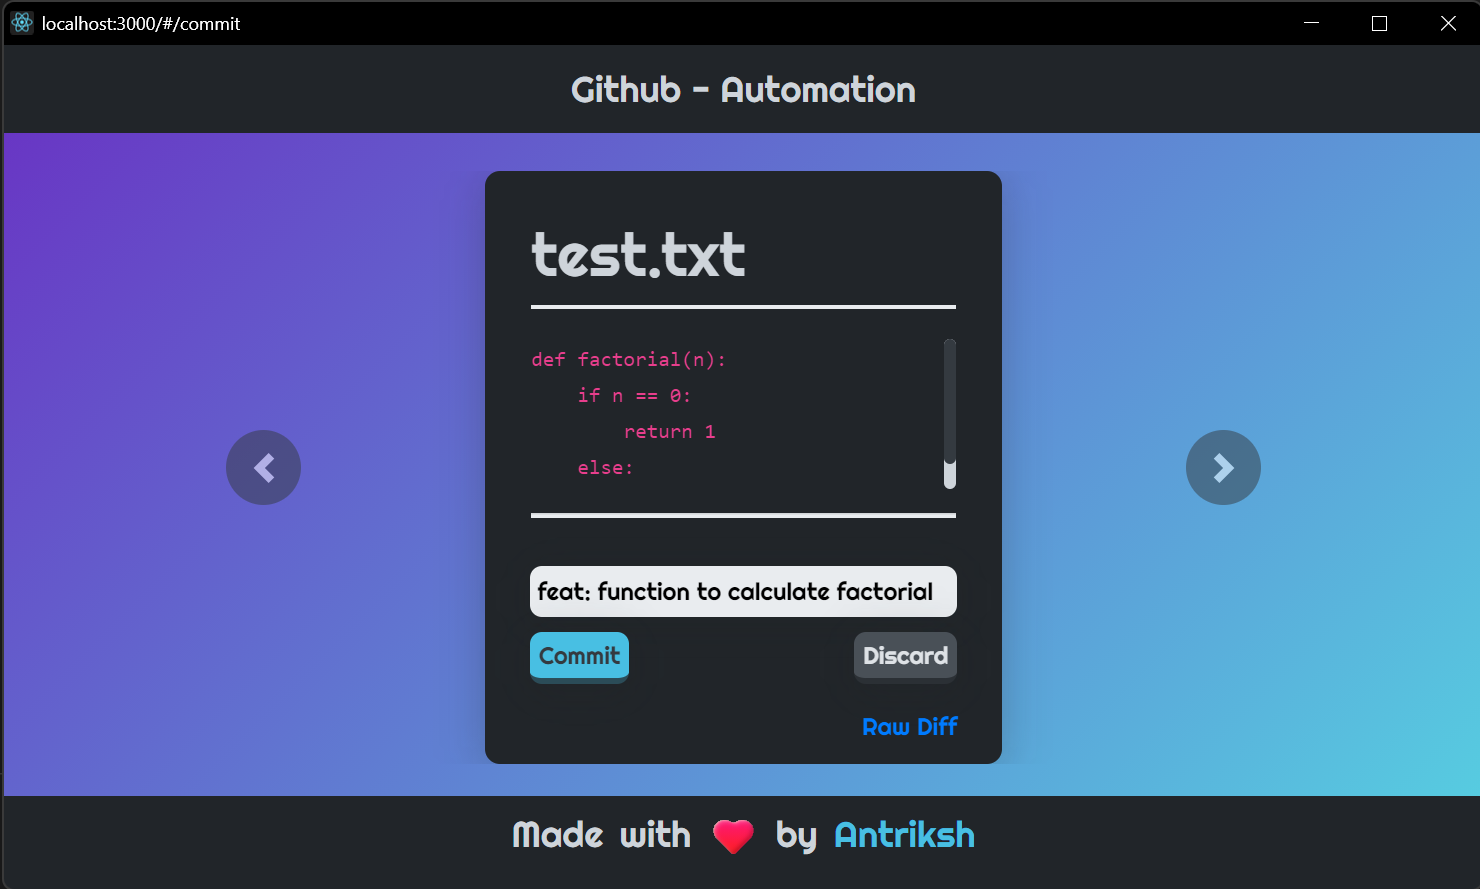 localhost:3000/#/commit
Github - Automation
test.txt
def factorial(n):
    if n == 0:
        return 1
    else:
feat: function to calculate factorial
Commit
Discard
Raw Diff
Made with ❤️ by Antriksh